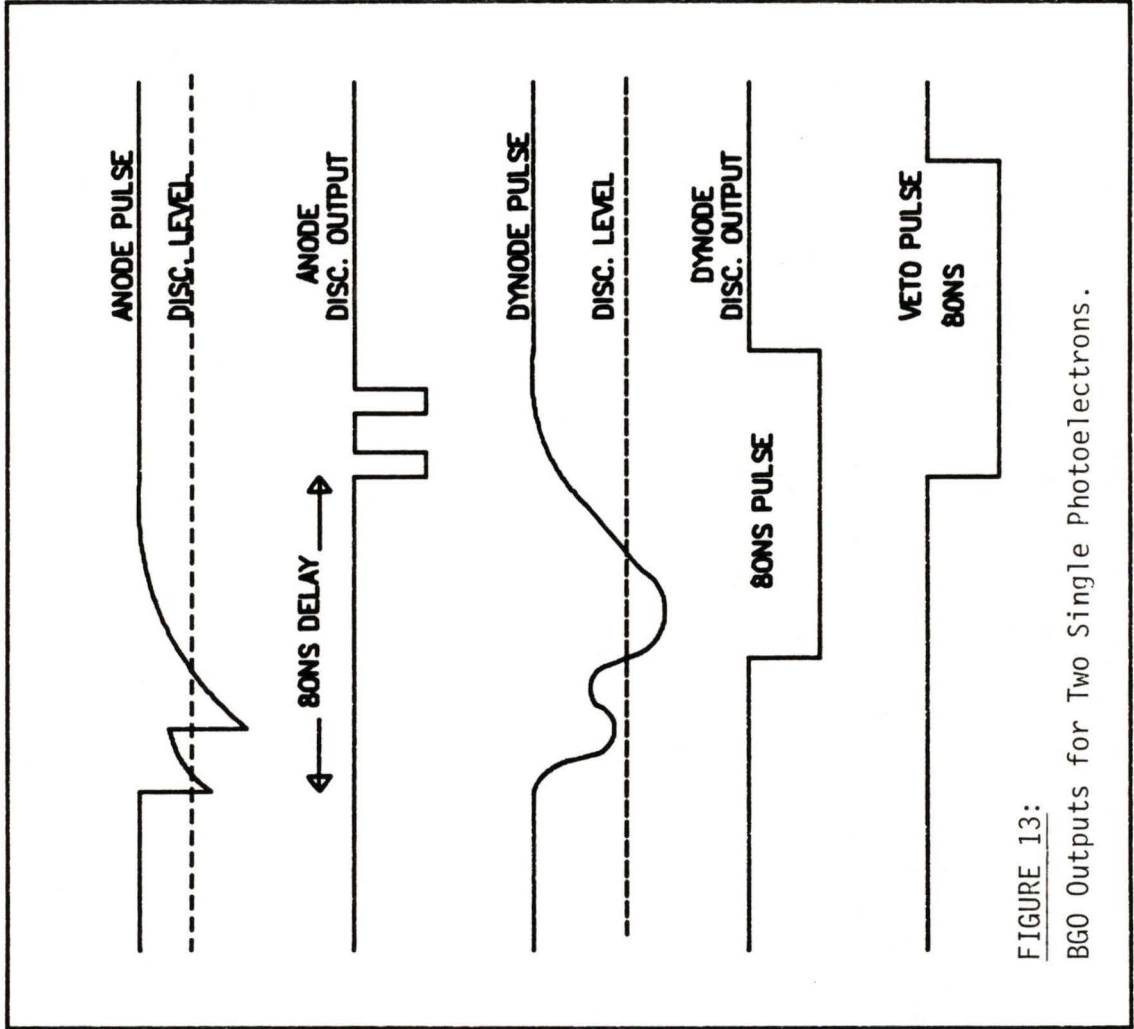 ANODE PULSE
DISC. LEVEL
80NS DELAY
ANODE
DISC. OUTPUT
DYNODE PULSE
DISC. LEVEL
80NS PULSE
DYNODE
DISC. OUTPUT
VETO PULSE
80NS
FIGURE 13:
BGO Outputs for Two Single Photoelectrons.